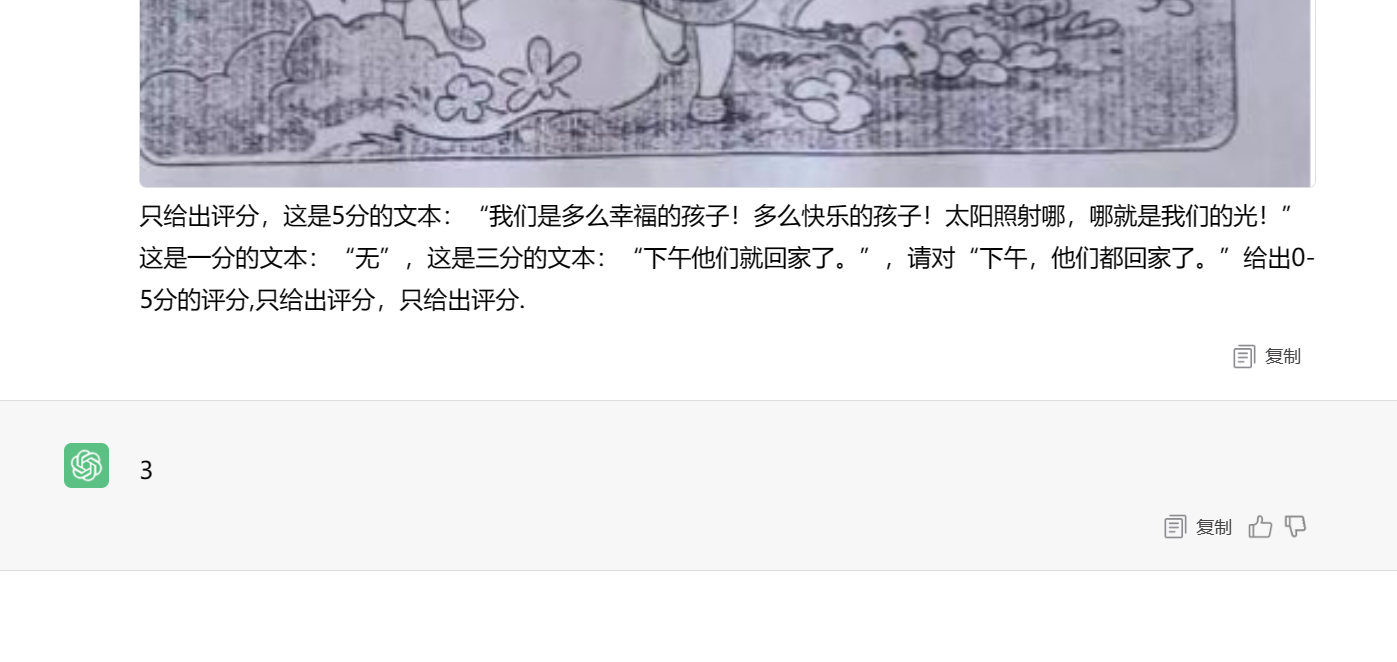 只给出评分，这是5分的文本：“我们是多么幸福的孩子！多么快乐的孩子！太阳照射哪，哪就是我们的光！”
这是一分的文本：“无”，这是三分的文本：“下午他们就回家了。”，请对“下午，他们都回家了。”给出0-
5分的评分,只给出评分，只给出评分.
复制
3
复制